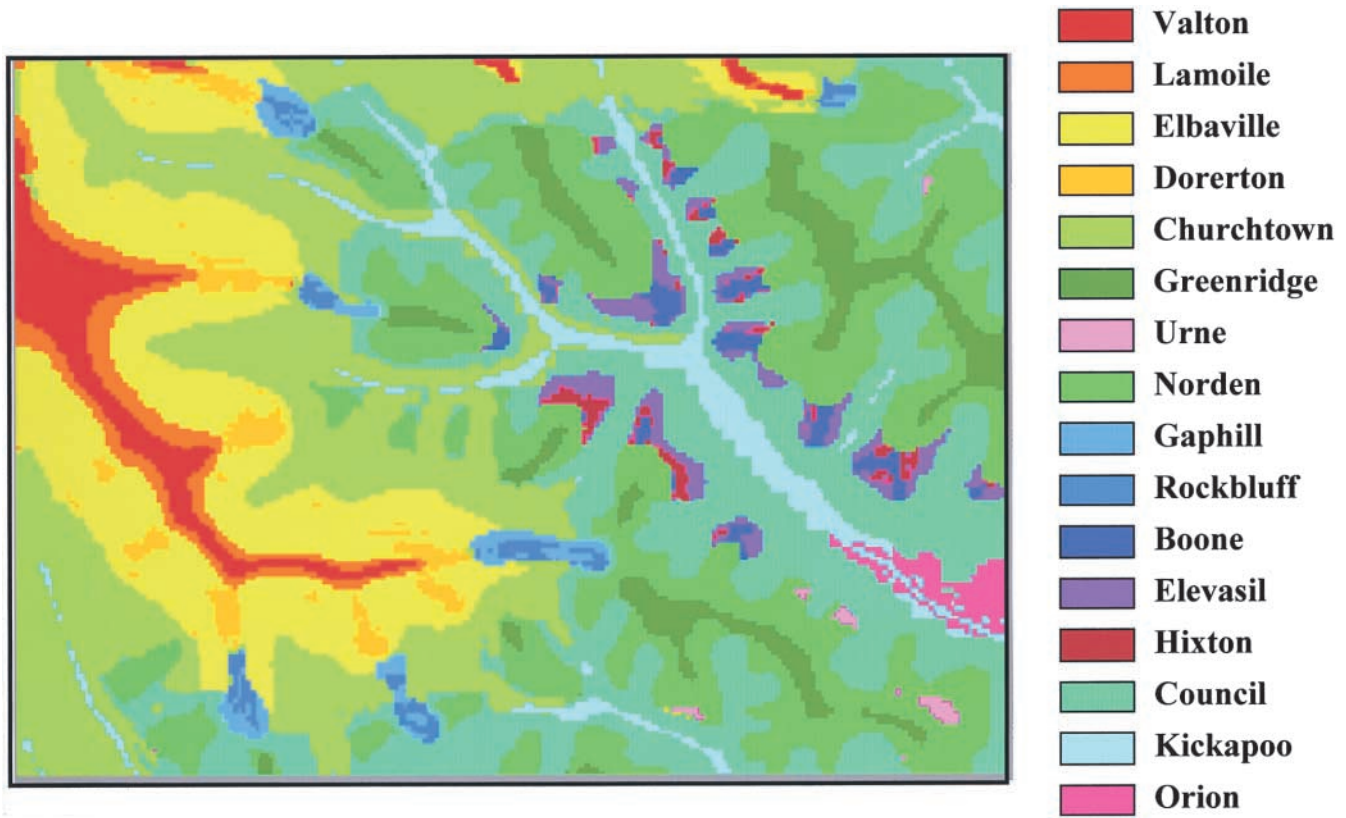 Valton
Lamoile
Elbaville
Dorerton
Churchtown
Greenridge
Urne
Norden
Gaphill
Rockbluff
Boone
Elevasil
Hixton
Council
Kickapoo
Orion